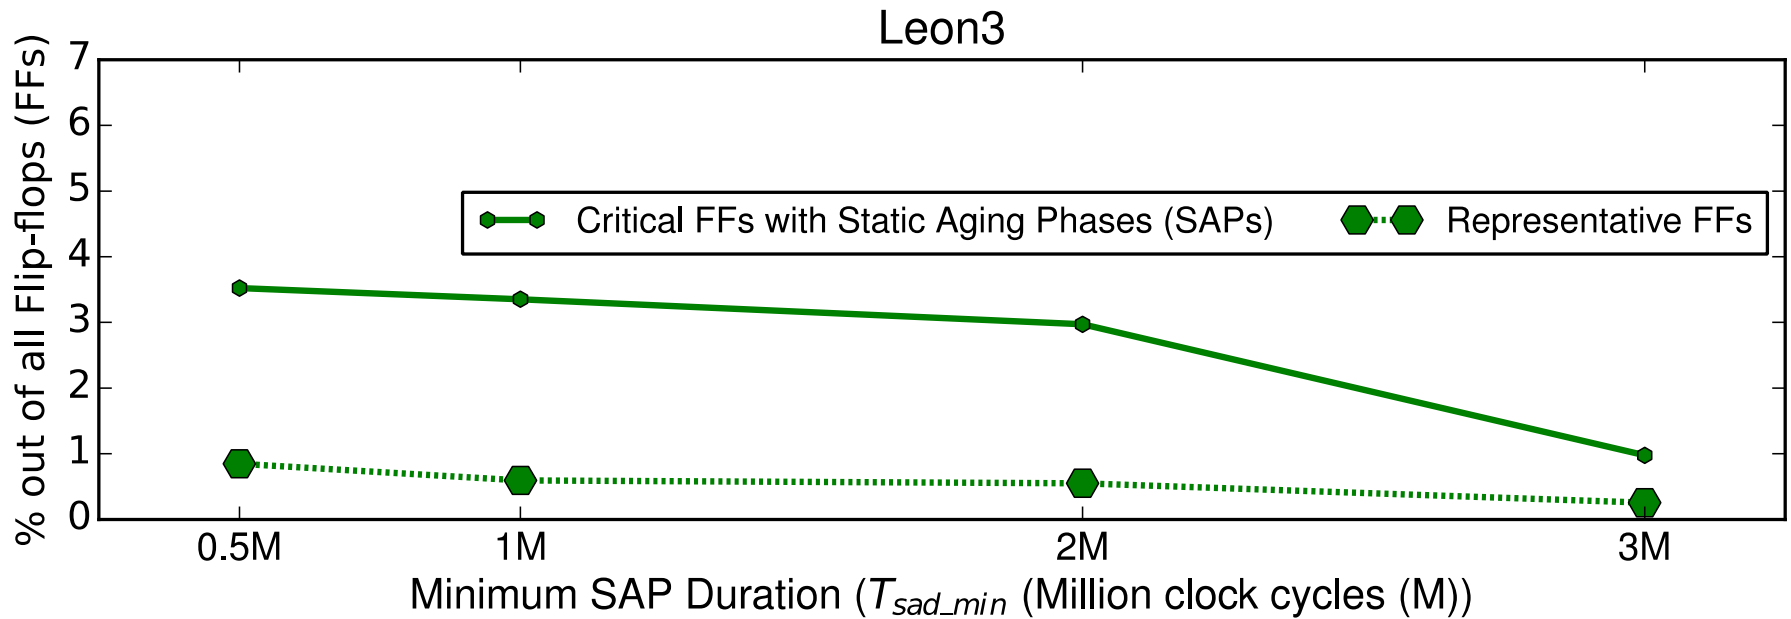 Leon3
% out of all Flip-flops (FFs)
7
6
5
4
3
2
1
0
Critical FFs with Static Aging Phases (SAPs)
Representative FFs
0.5M
1M
2M
3M
Minimum SAP Duration (T_sad_min (Million clock cycles (M))